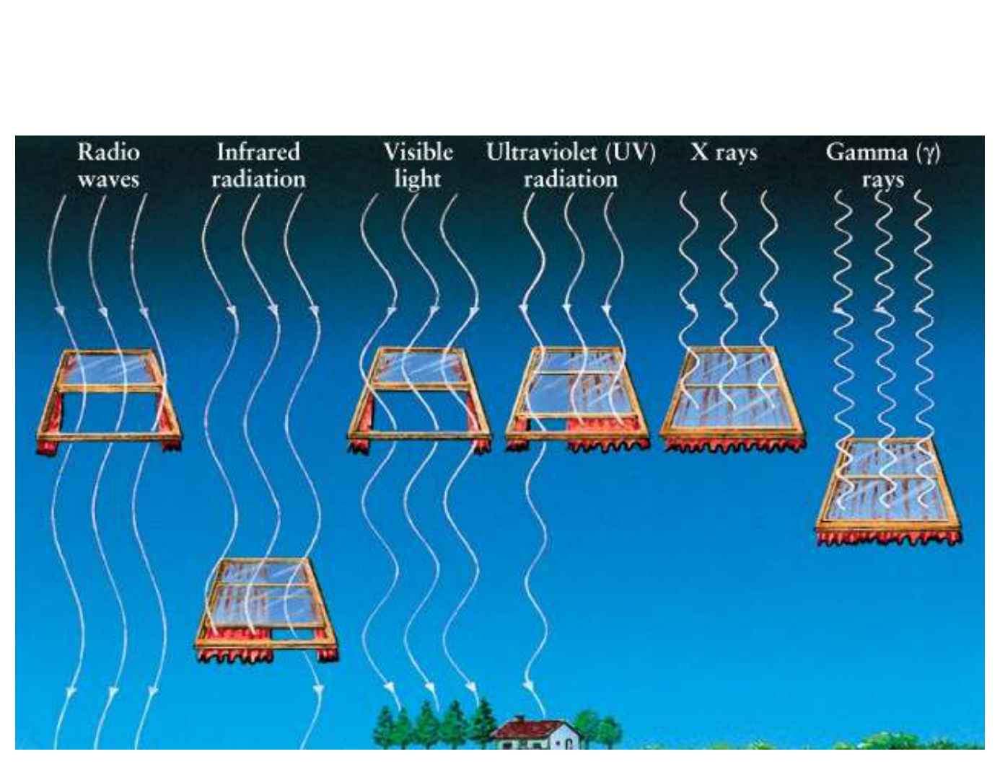 Radio
waves
Infrared
radiation
Visible
light
Ultraviolet (UV)
radiation
X rays
Gamma (γ)
rays